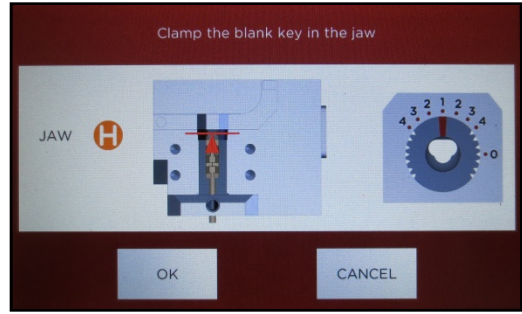 Clamp the blank key in the jaw
JAW H
4 3 2 1 2 3 4 0
OK
CANCEL